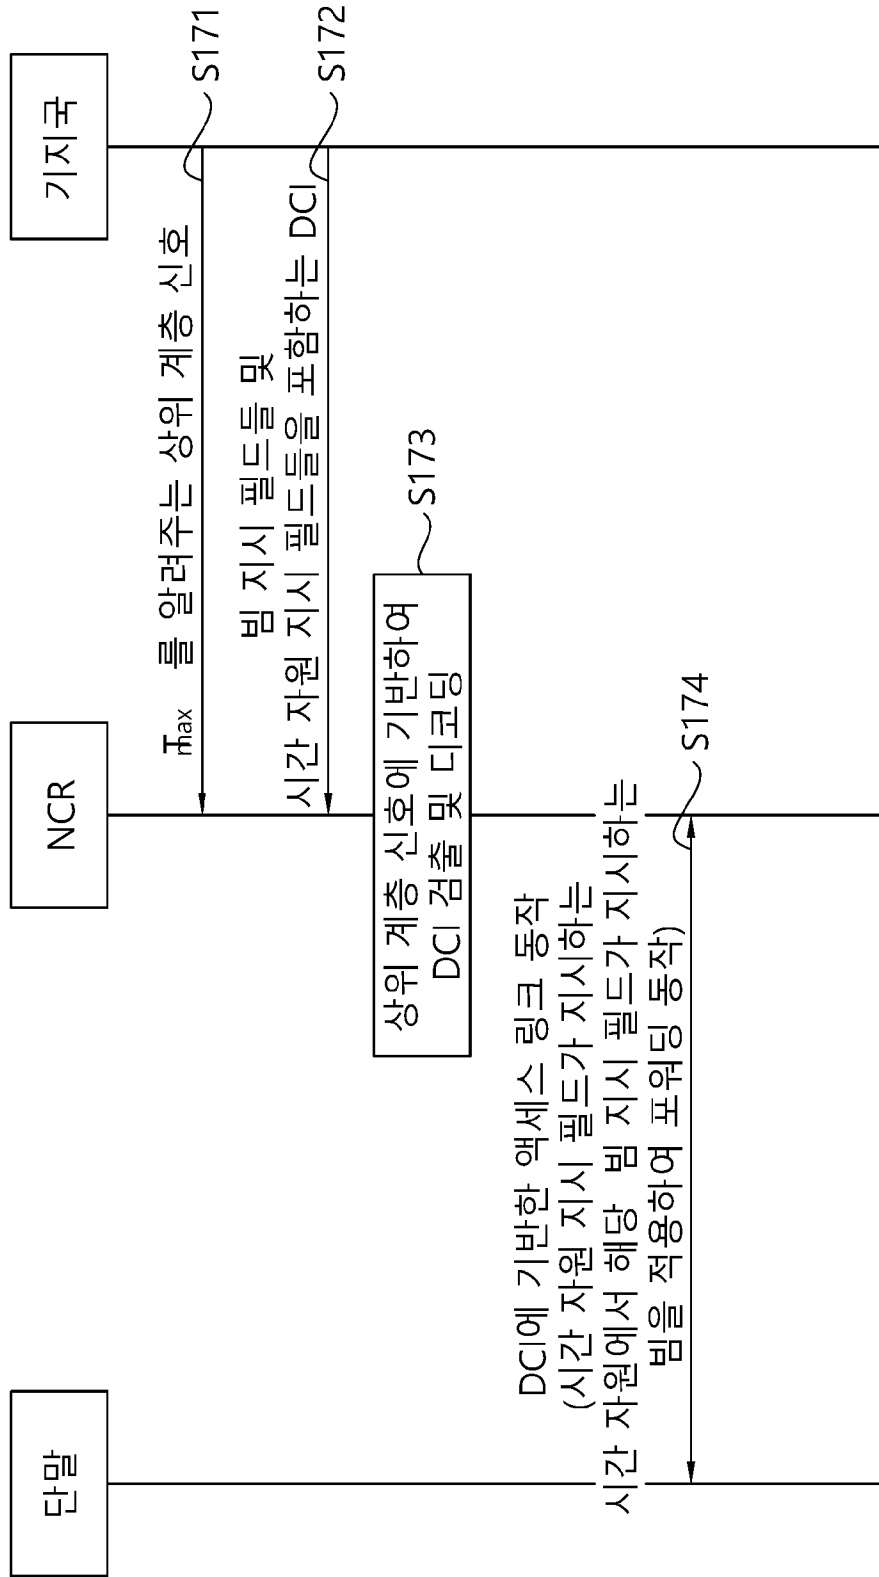 단말
NCR
기지국
T max 를 알려주는 상위 계층 신호
S171
빔 지시 필드들 및
시간 자원 지시 필드들을 포함하는 DCI
S172
상위 계층 신호에 기반하여
DCI 검출 및 디코딩
S173
DCI에 기반한 액세스 링크 동작
(시간 자원 지시 필드가 지시하는
시간 자원에서 해당 빔 지시 필드가 지시하는
빔을 적용하여 포워딩 동작)
S174